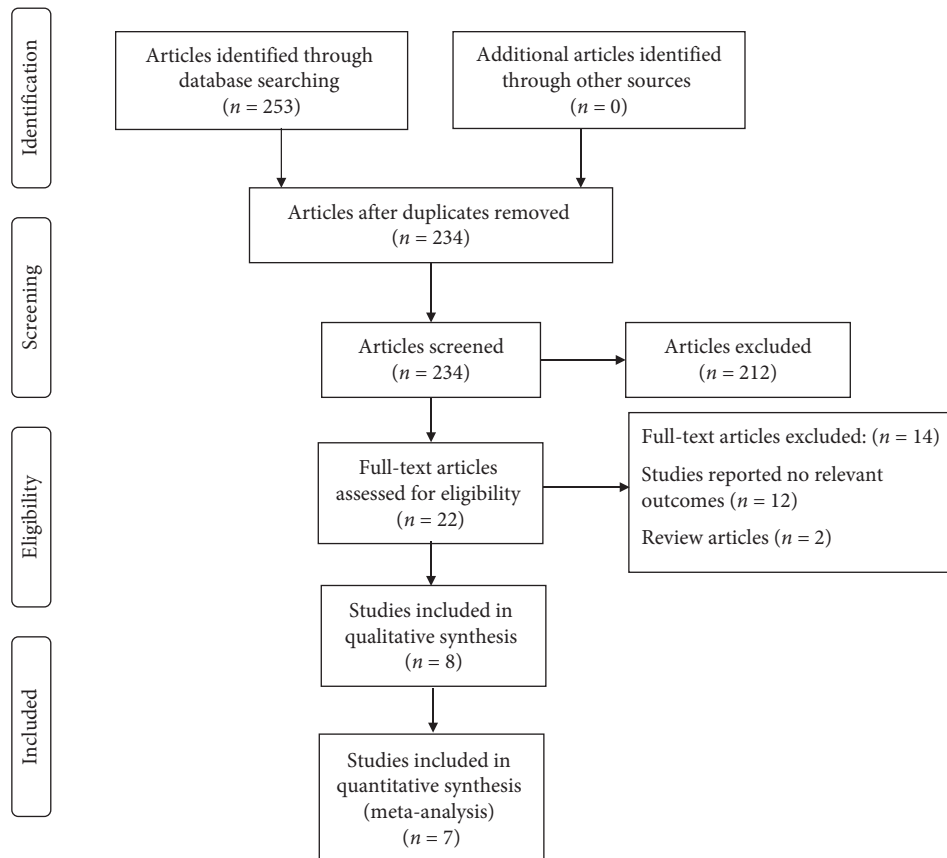 Identification
Articles identified through
database searching
(n = 253)
Additional articles identified
through other sources
(n = 0)
Articles after duplicates removed
(n = 234)
Screening
Articles screened
(n = 234)
Articles excluded
(n = 212)
Eligibility
Full-text articles
assessed for eligibility
(n = 22)
Full-text articles excluded: (n = 14)
Studies reported no relevant
outcomes (n = 12)
Review articles (n = 2)
Studies included in
qualitative synthesis
(n = 8)
Included
Studies included in
quantitative synthesis
(meta-analysis)
(n = 7)